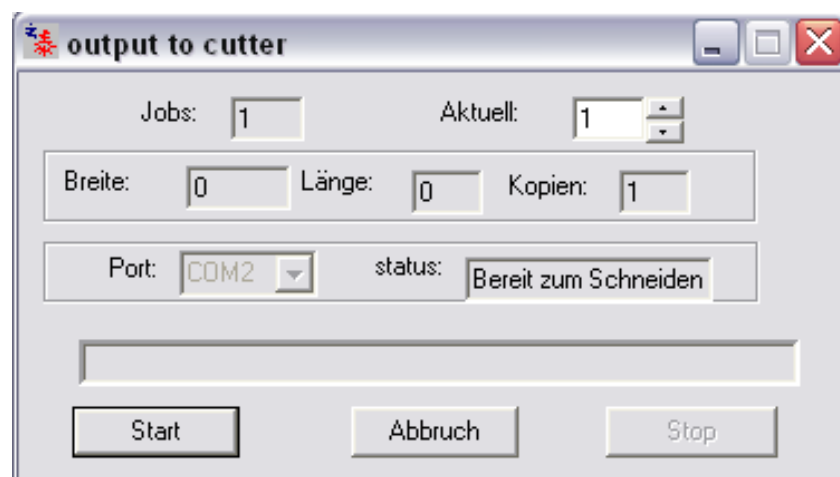 output to cutter
Jobs: 1 Aktuell: 1
Breite: 0 Länge: 0 Kopien: 1
Port: COM2 status: Bereit zum Schneiden
Start Abbruch Stop